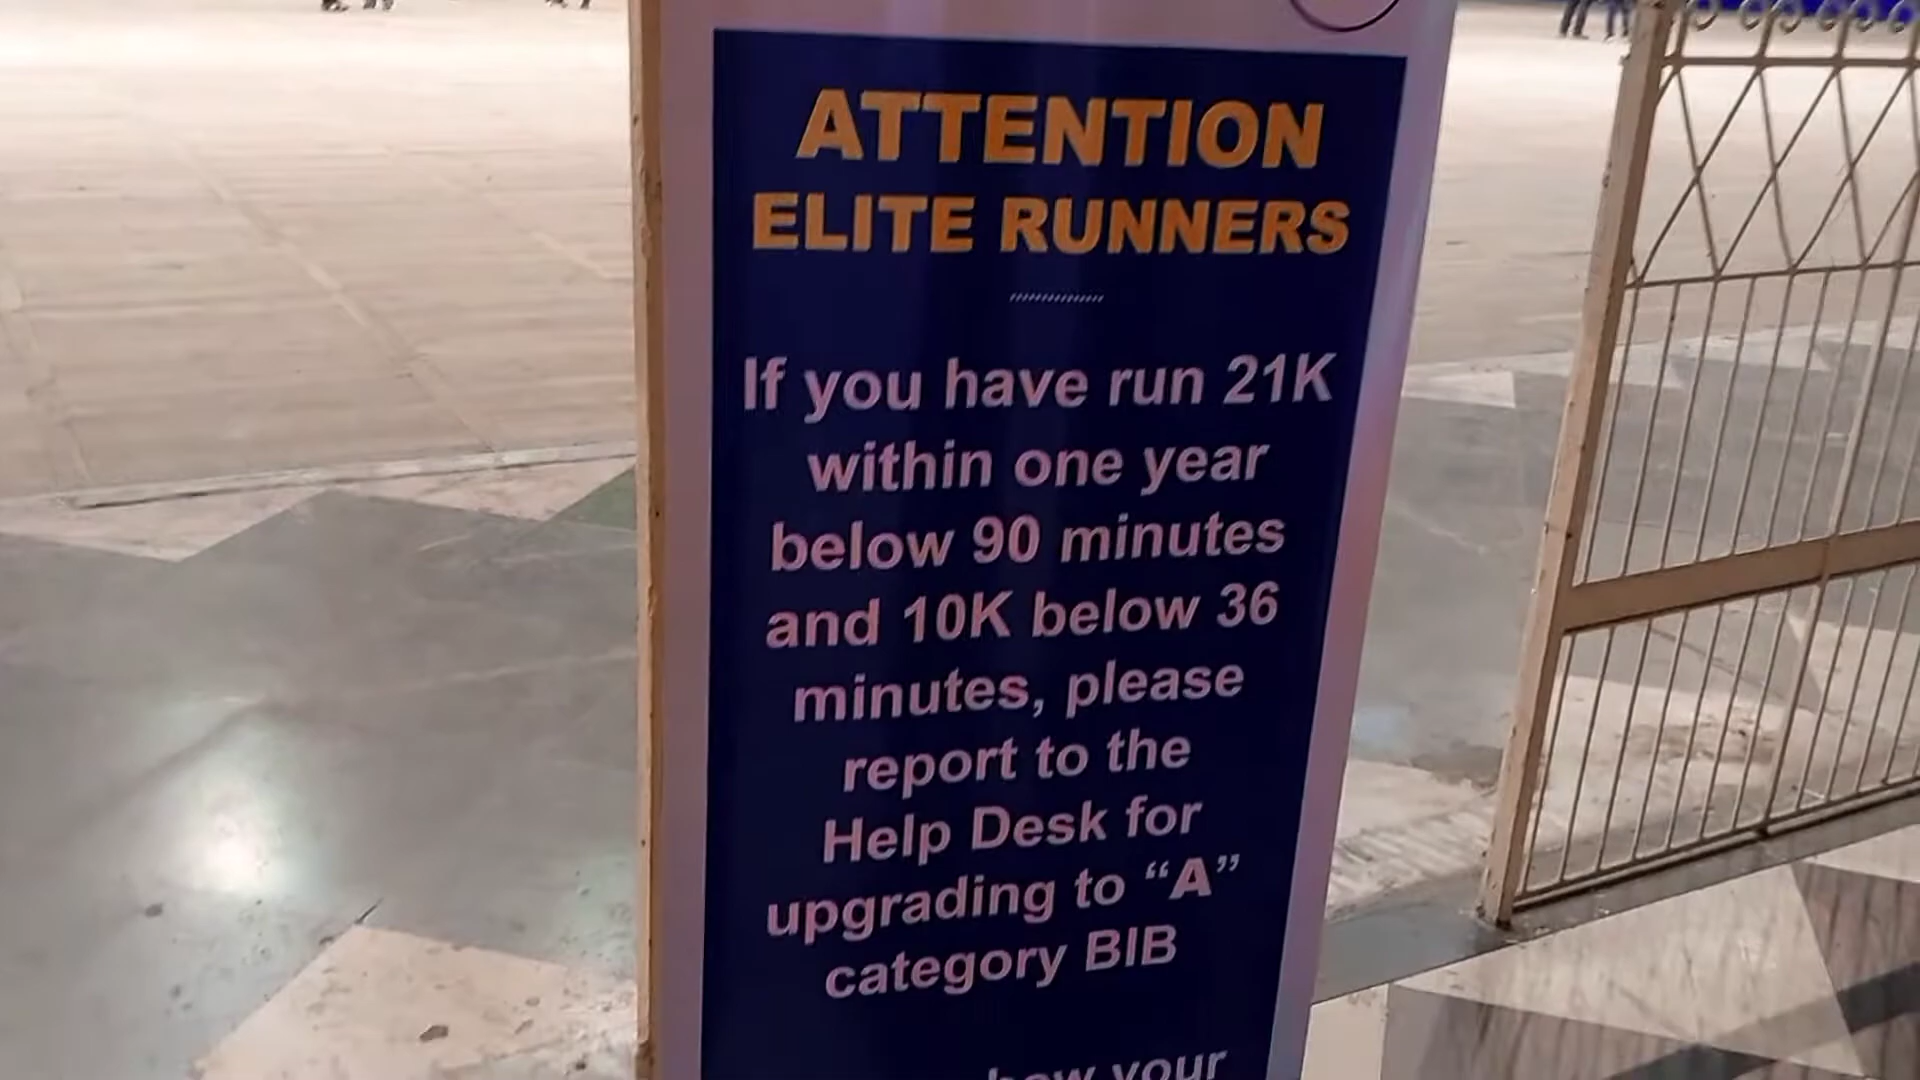 ATTENTION
ELITE RUNNERS
If you have run 21K
within one year
below 90 minutes
and 10K below 36
minutes, please
report to the
Help Desk for
upgrading to “A”
category BIB
your